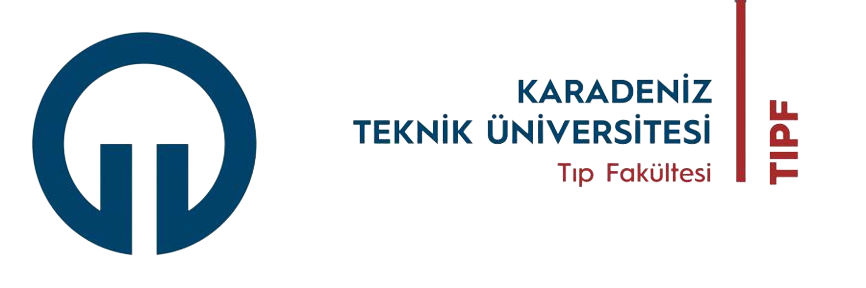 KARADENİZ
TEKNİK ÜNİVERSİTESİ
Tıp Fakültesi
TIPF